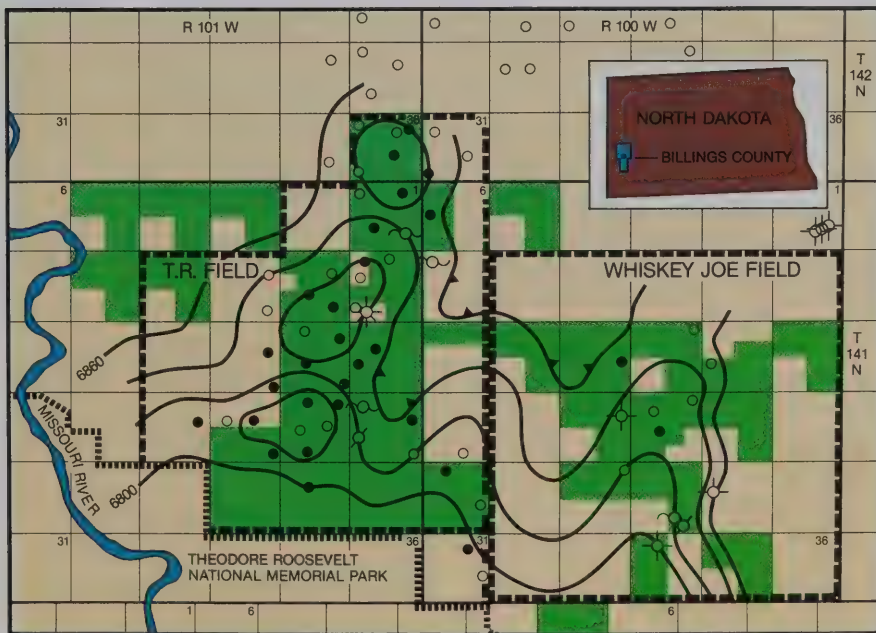 R 101 W
R 100 W
T
142
N
31
36
31
36
NORTH DAKOTA
BILLINGS COUNTY
6
1
6
T.R. FIELD
WHISKEY JOE FIELD
T
141
N
6860
MISSOURI RIVER
6800
31
36
31
36
THEODORE ROOSEVELT
NATIONAL MEMORIAL PARK
1
6
6